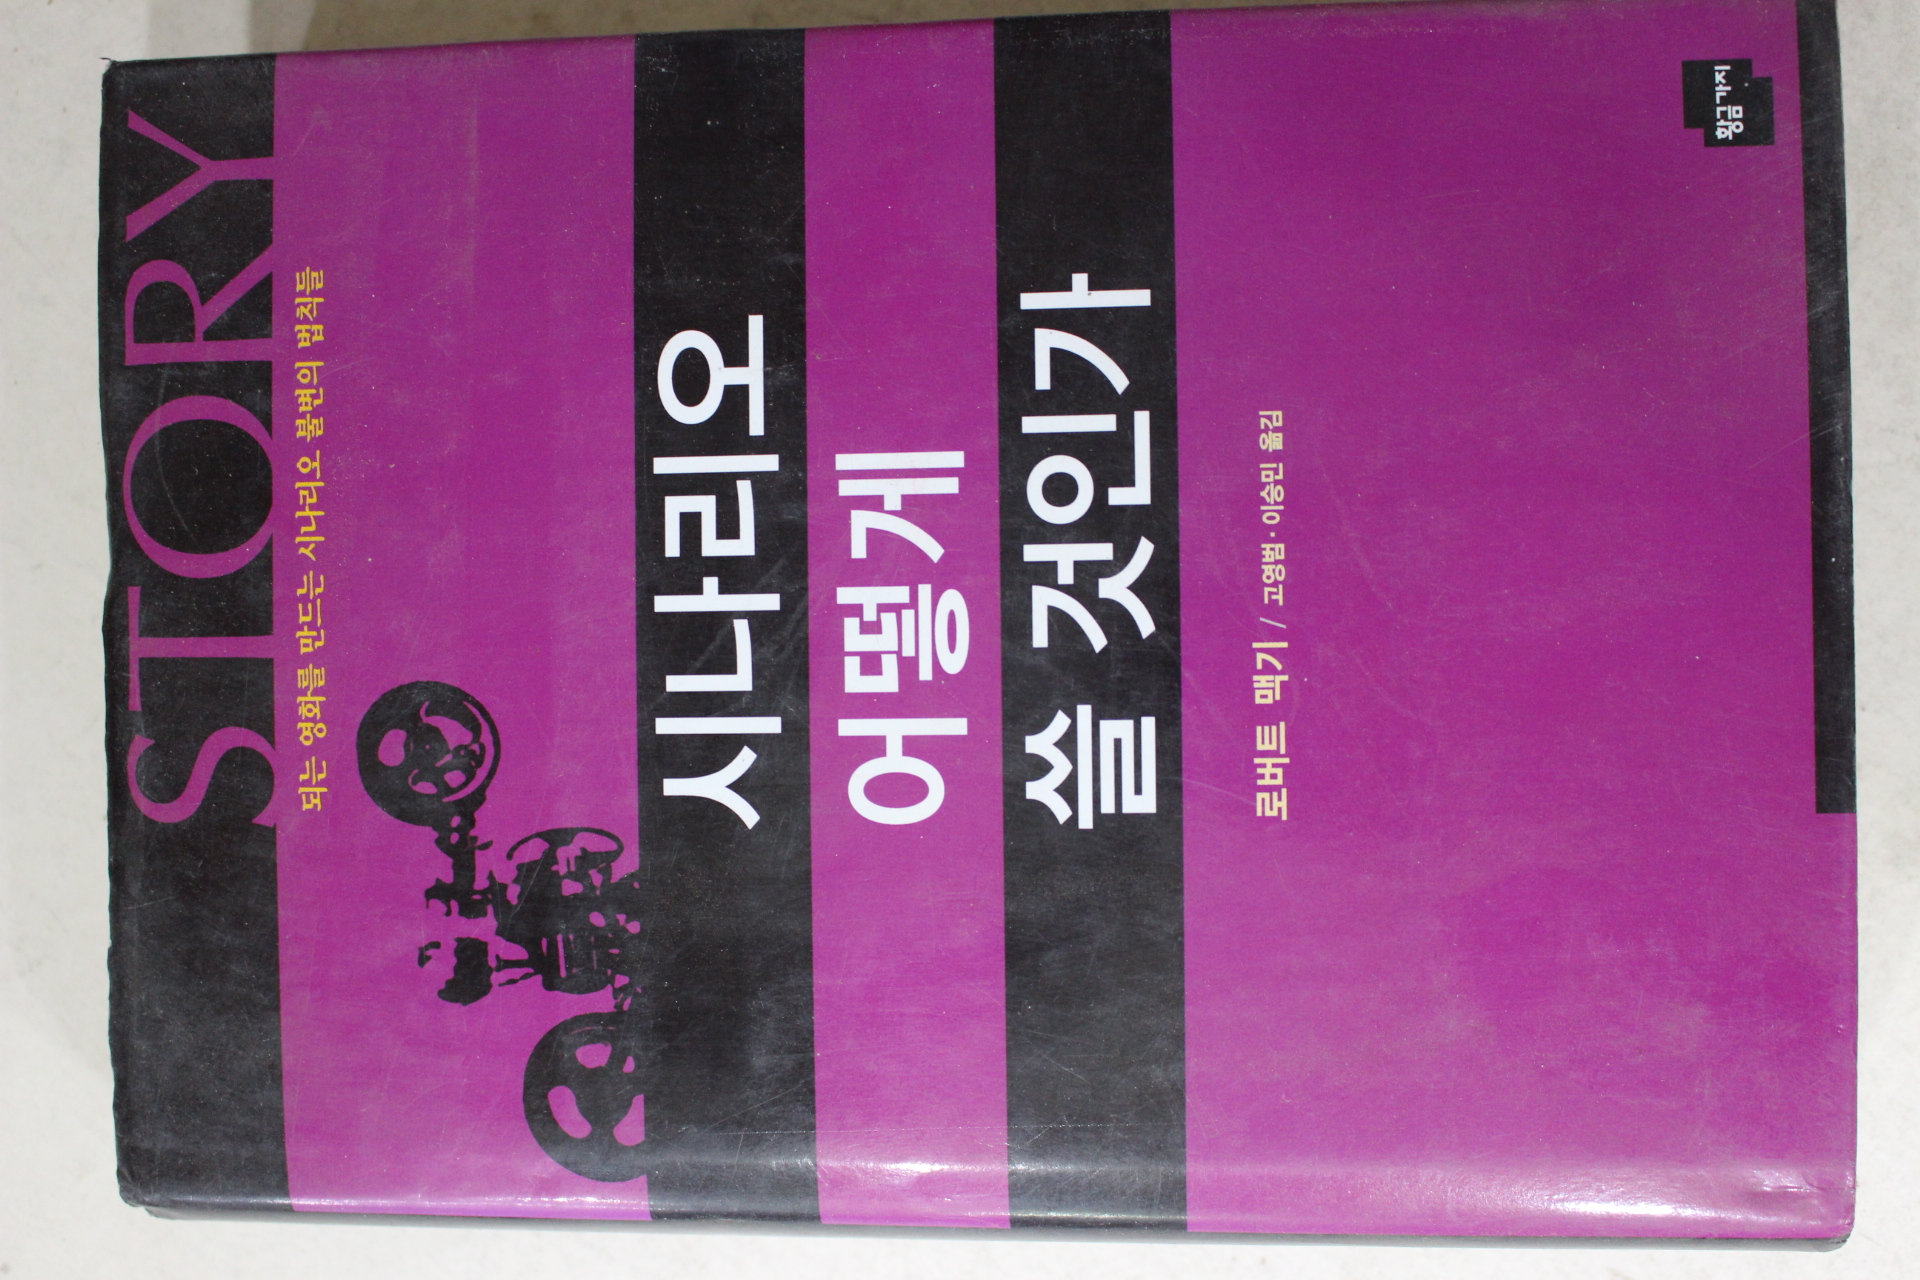 STORY
되는 영화를 만드는 시나리오 불변의 법칙들
시나리오
어떻게
쓸 것인가
로버트 맥기 / 고영범·이승민 옮김
황금가지